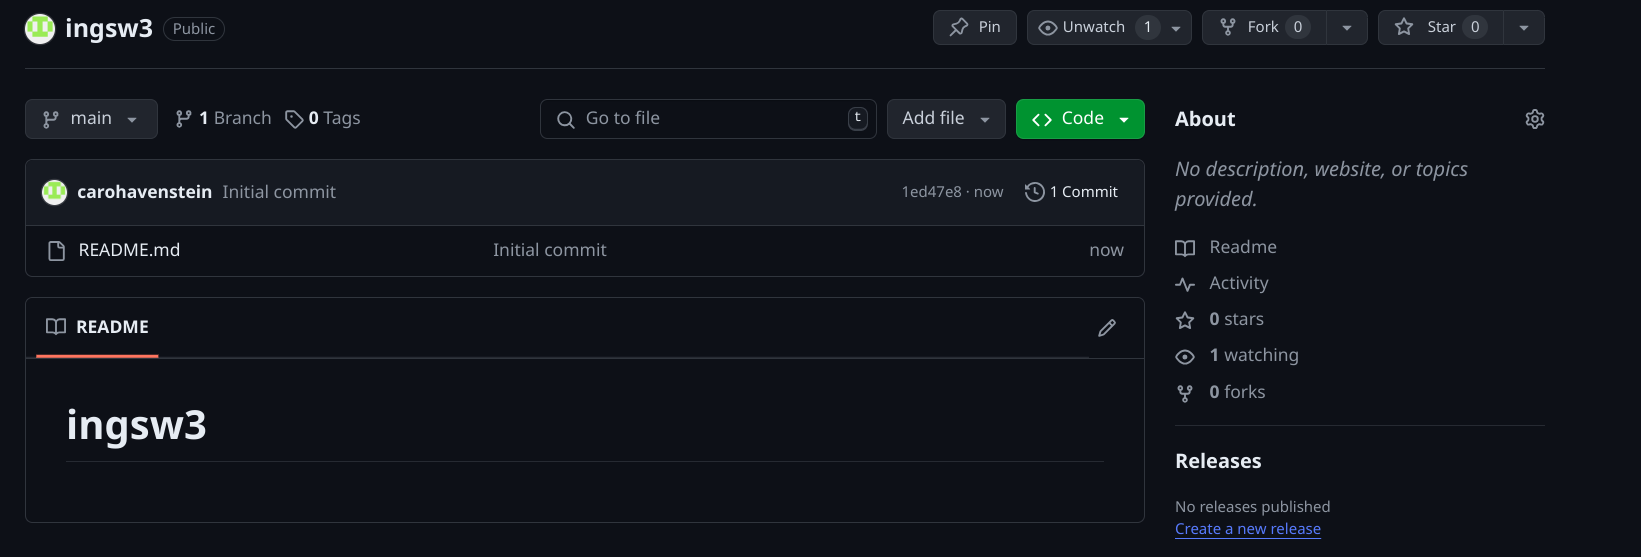 ingsw3 Public Pin Unwatch 1 Fork 0 Star 0
main 1 Branch 0 Tags Go to file t Add file Code
carohavenstein Initial commit 1ed47e8 · now 1 Commit
README.md Initial commit now
README
ingsw3
About
No description, website, or topics
provided.
Readme
Activity
0 stars
1 watching
0 forks
Releases
No releases published
Create a new release